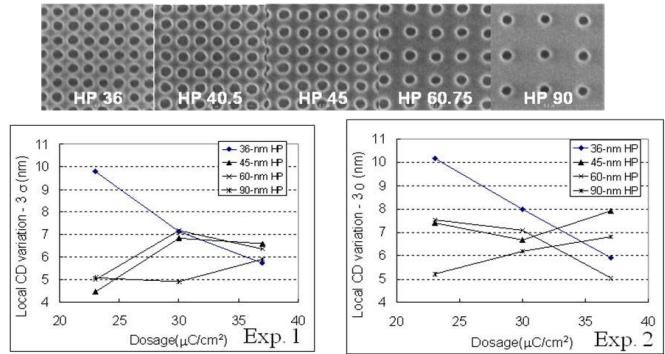 HP 36 HP 40.5 HP 45 HP 60.75 HP 90
11
10
9
8
7
6
5
4
20 25 30 35 40
Local CD variation - 3 σ (nm)
Dosage(μC/cm²)
36-nm HP
45-nm HP
60-nm HP
90-nm HP
Exp. 1
11
10
9
8
7
6
5
4
20 25 30 35 40
Local CD variation - 3 σ (nm)
Dosage(μC/cm²)
36-nm HP
45-nm HP
60-nm HP
90-nm HP
Exp. 2